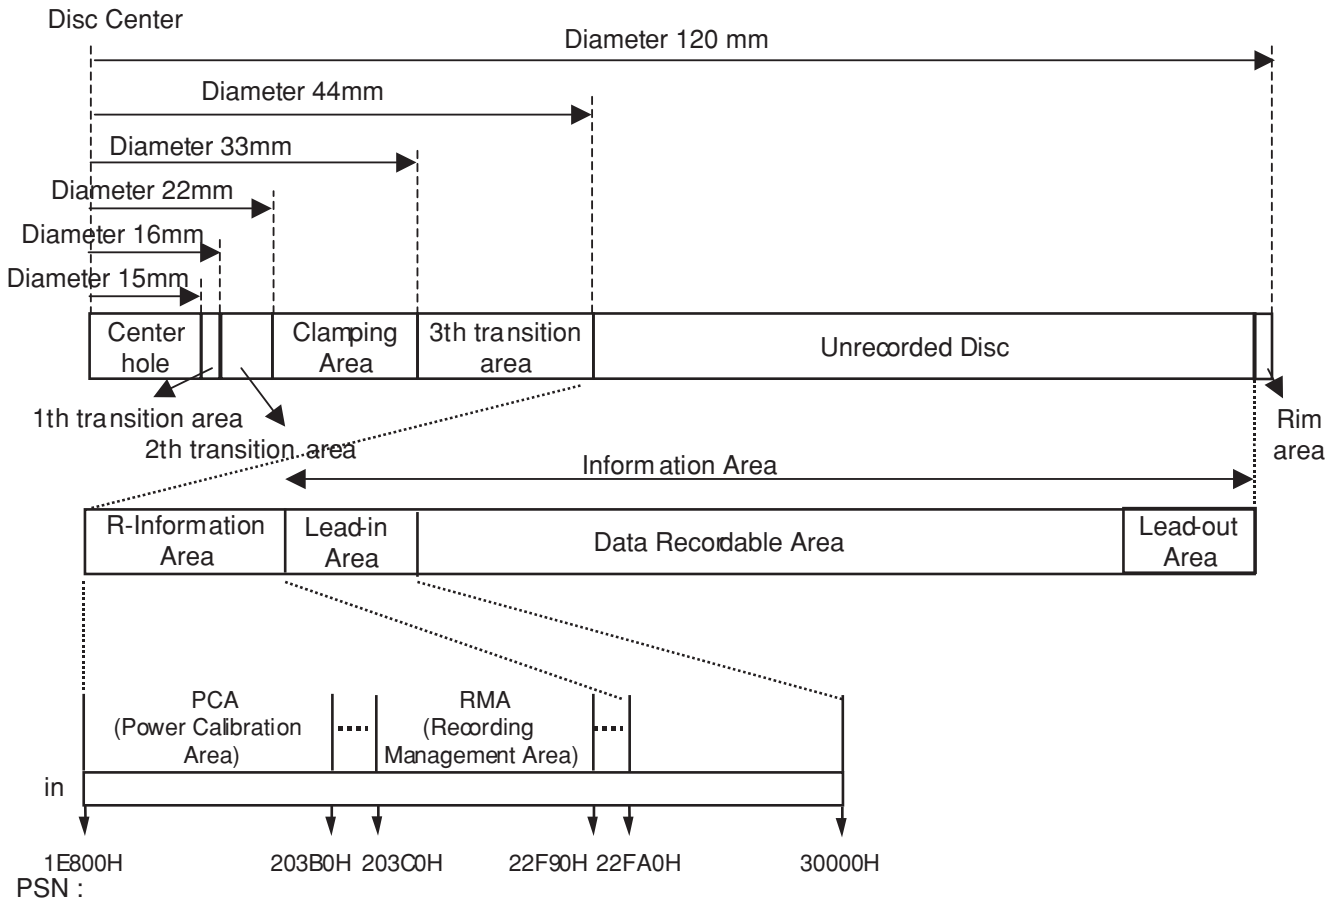 Disc Center
Diameter 120 mm
Diameter 44mm
Diameter 33mm
Diameter 22mm
Diameter 16mm
Diameter 15mm
Center
hole
Clamping
Area
3th transition
area
Unrecorded Disc
1th transition area
2th transition area
Rim
area
Information Area
R-Information
Area
Lead-in
Area
Data Recordable Area
Lead-out
Area
PCA
(Power Calibration
Area)
RMA
(Recording
Management Area)
in
1E800H 203B0H 203C0H 22F90H 22FA0H 30000H
PSN :